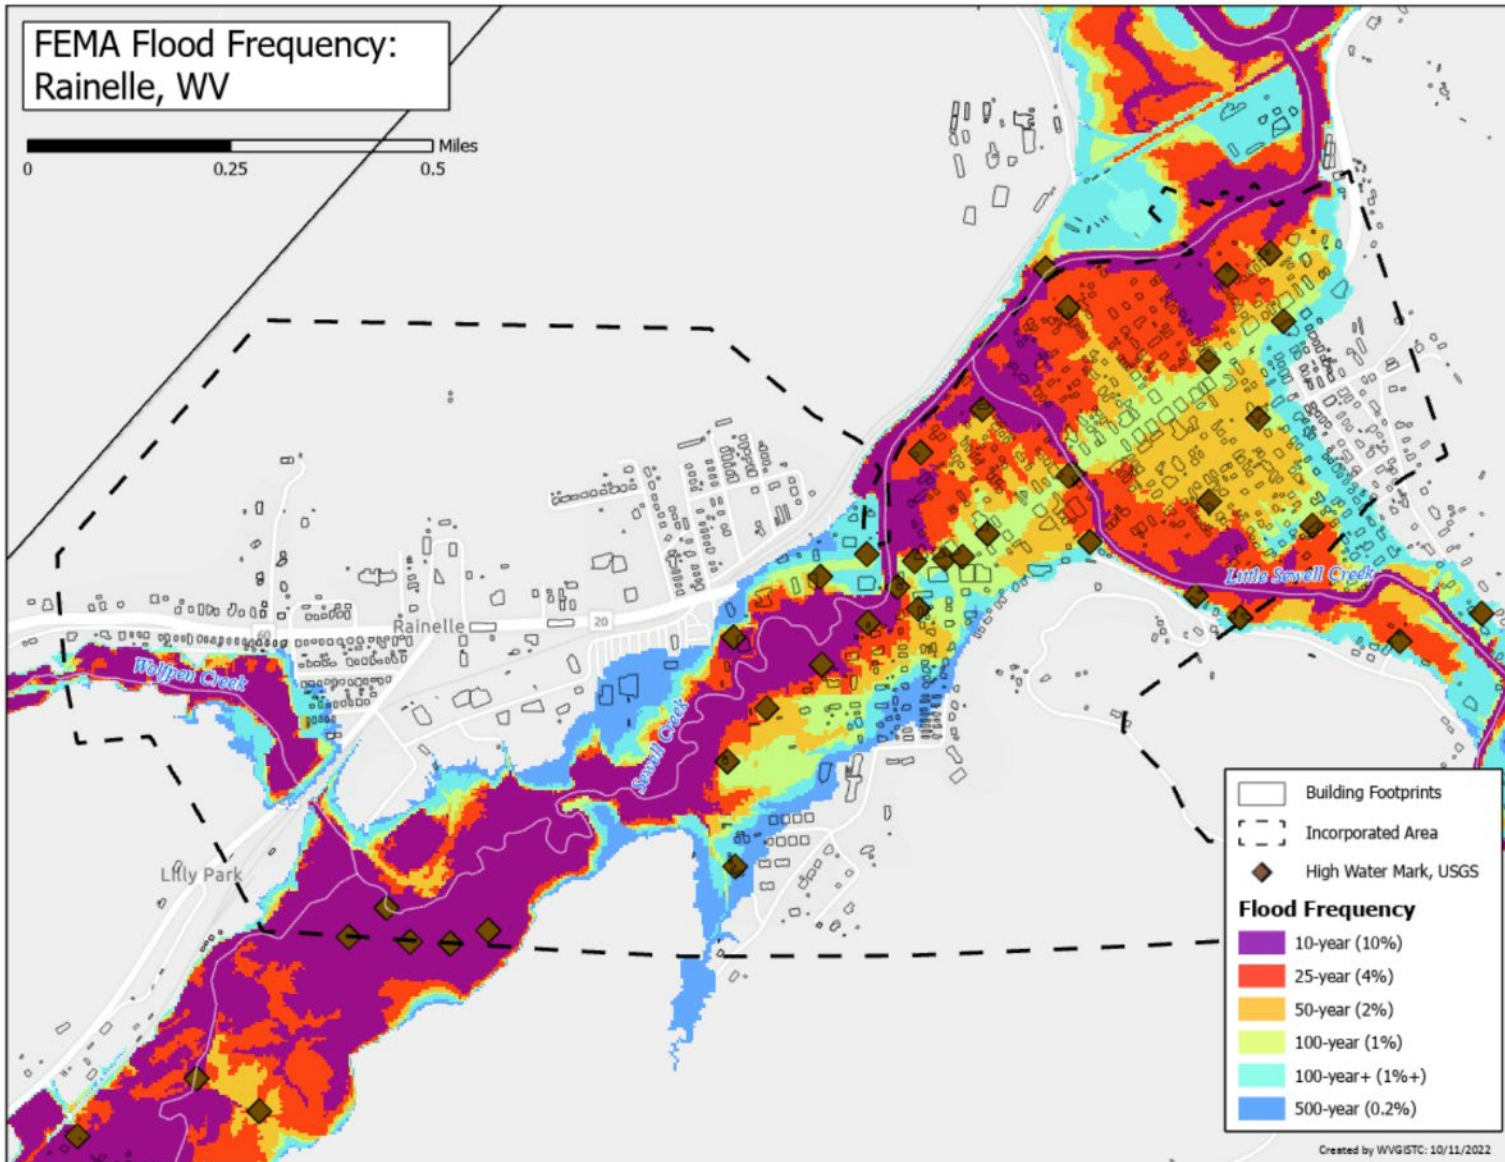 FEMA Flood Frequency:
Rainelle, WV
Miles
0 0.25 0.5
Little Sewell Creek
20
Rainelle
60
Wolfpen Creek
Sewell Creek
Lilly Park
Building Footprints
Incorporated Area
High Water Mark, USGS
Flood Frequency
10-year (10%)
25-year (4%)
50-year (2%)
100-year (1%)
100-year+ (1%+)
500-year (0.2%)
Created by WVGISTC: 10/11/2022